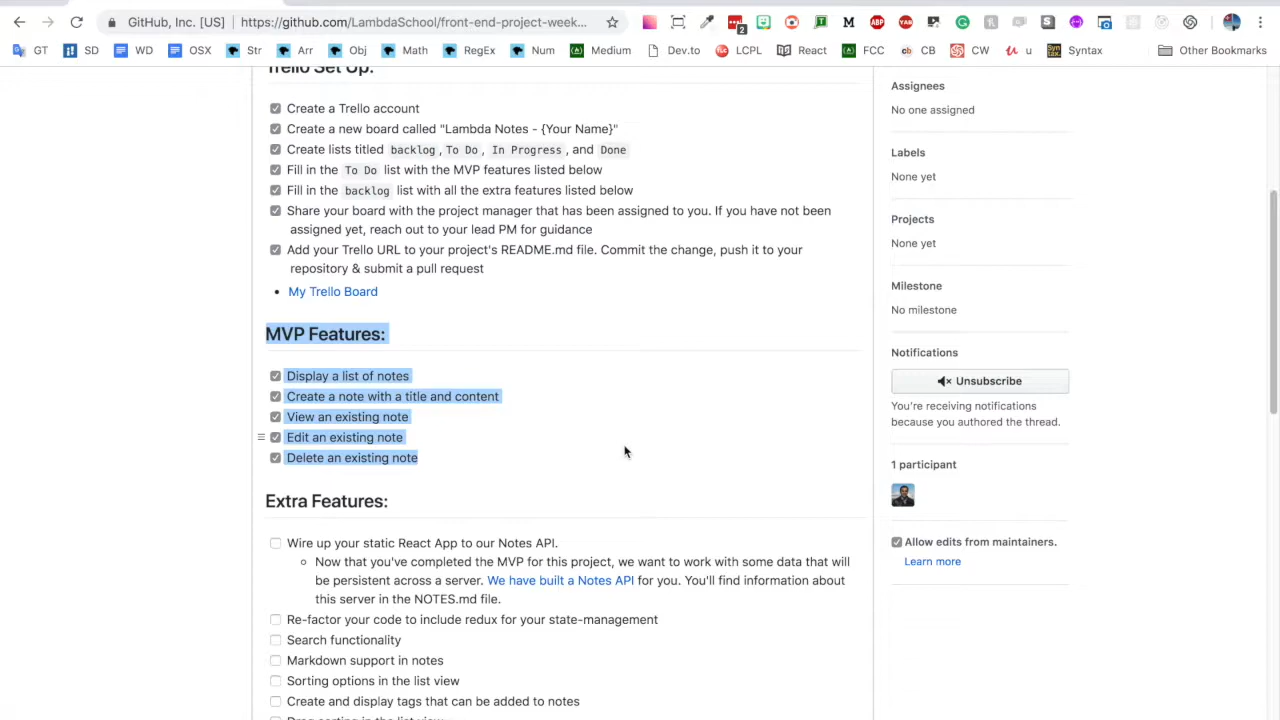 GitHub, Inc. [US] | https://github.com/LambdaSchool/front-end-project-week...
2
GT SD WD OSX Str Arr Obj Math RegEx Num Medium Dev.to LCPL React FCC CB CW u Syntax Other Bookmarks
Trello Set Up:
Create a Trello account
Create a new board called "Lambda Notes - {Your Name}"
Create lists titled backlog, To Do, In Progress, and Done
Fill in the To Do list with the MVP features listed below
Fill in the backlog list with all the extra features listed below
Share your board with the project manager that has been assigned to you. If you have not been
assigned yet, reach out to your lead PM for guidance
Add your Trello URL to your project's README.md file. Commit the change, push it to your
repository & submit a pull request
My Trello Board
MVP Features:
Display a list of notes
Create a note with a title and content
View an existing note
Edit an existing note
Delete an existing note
Extra Features:
Wire up your static React App to our Notes API.
Now that you've completed the MVP for this project, we want to work with some data that will
be persistent across a server. We have built a Notes API for you. You'll find information about
this server in the NOTES.md file.
Re-factor your code to include redux for your state-management
Search functionality
Markdown support in notes
Sorting options in the list view
Create and display tags that can be added to notes
Drag sorting in the list view
Assignees
No one assigned
Labels
None yet
Projects
None yet
Milestone
No milestone
Notifications
Unsubscribe
You're receiving notifications
because you authored the thread.
1 participant
Allow edits from maintainers.
Learn more